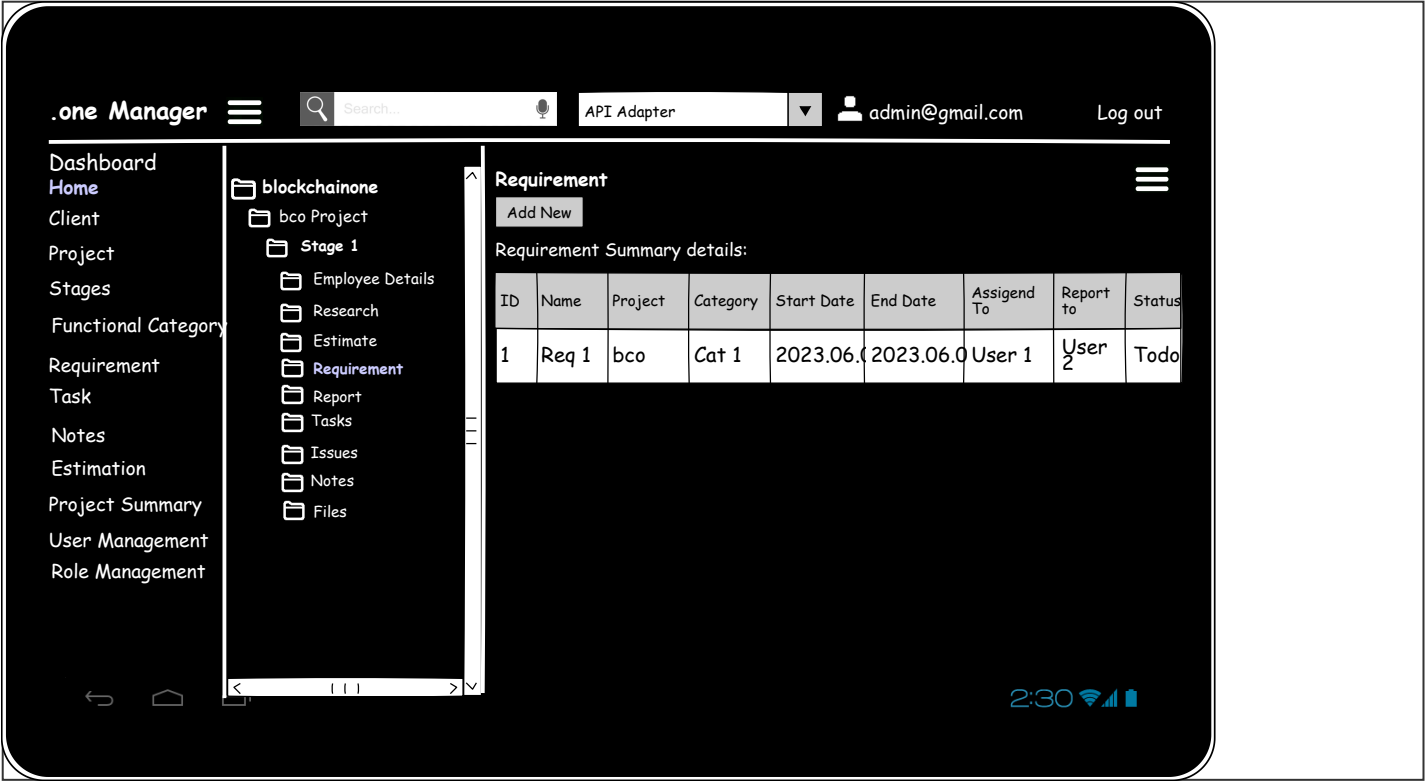 .one Manager
Search...
API Adapter
admin@gmail.com
Log out
Dashboard
Home
Client
Project
Stages
Functional Category
Requirement
Task
Notes
Estimation
Project Summary
User Management
Role Management
blockchainone
bco Project
Stage 1
Employee Details
Research
Estimate
Requirement
Report
Tasks
Issues
Notes
Files
Requirement
Add New
Requirement Summary details:
ID Name Project Category Start Date End Date Assigend To Report to Status
1 Req 1 bco Cat 1 2023.06.0 2023.06.0 User 1 User 2 Todo
2:30